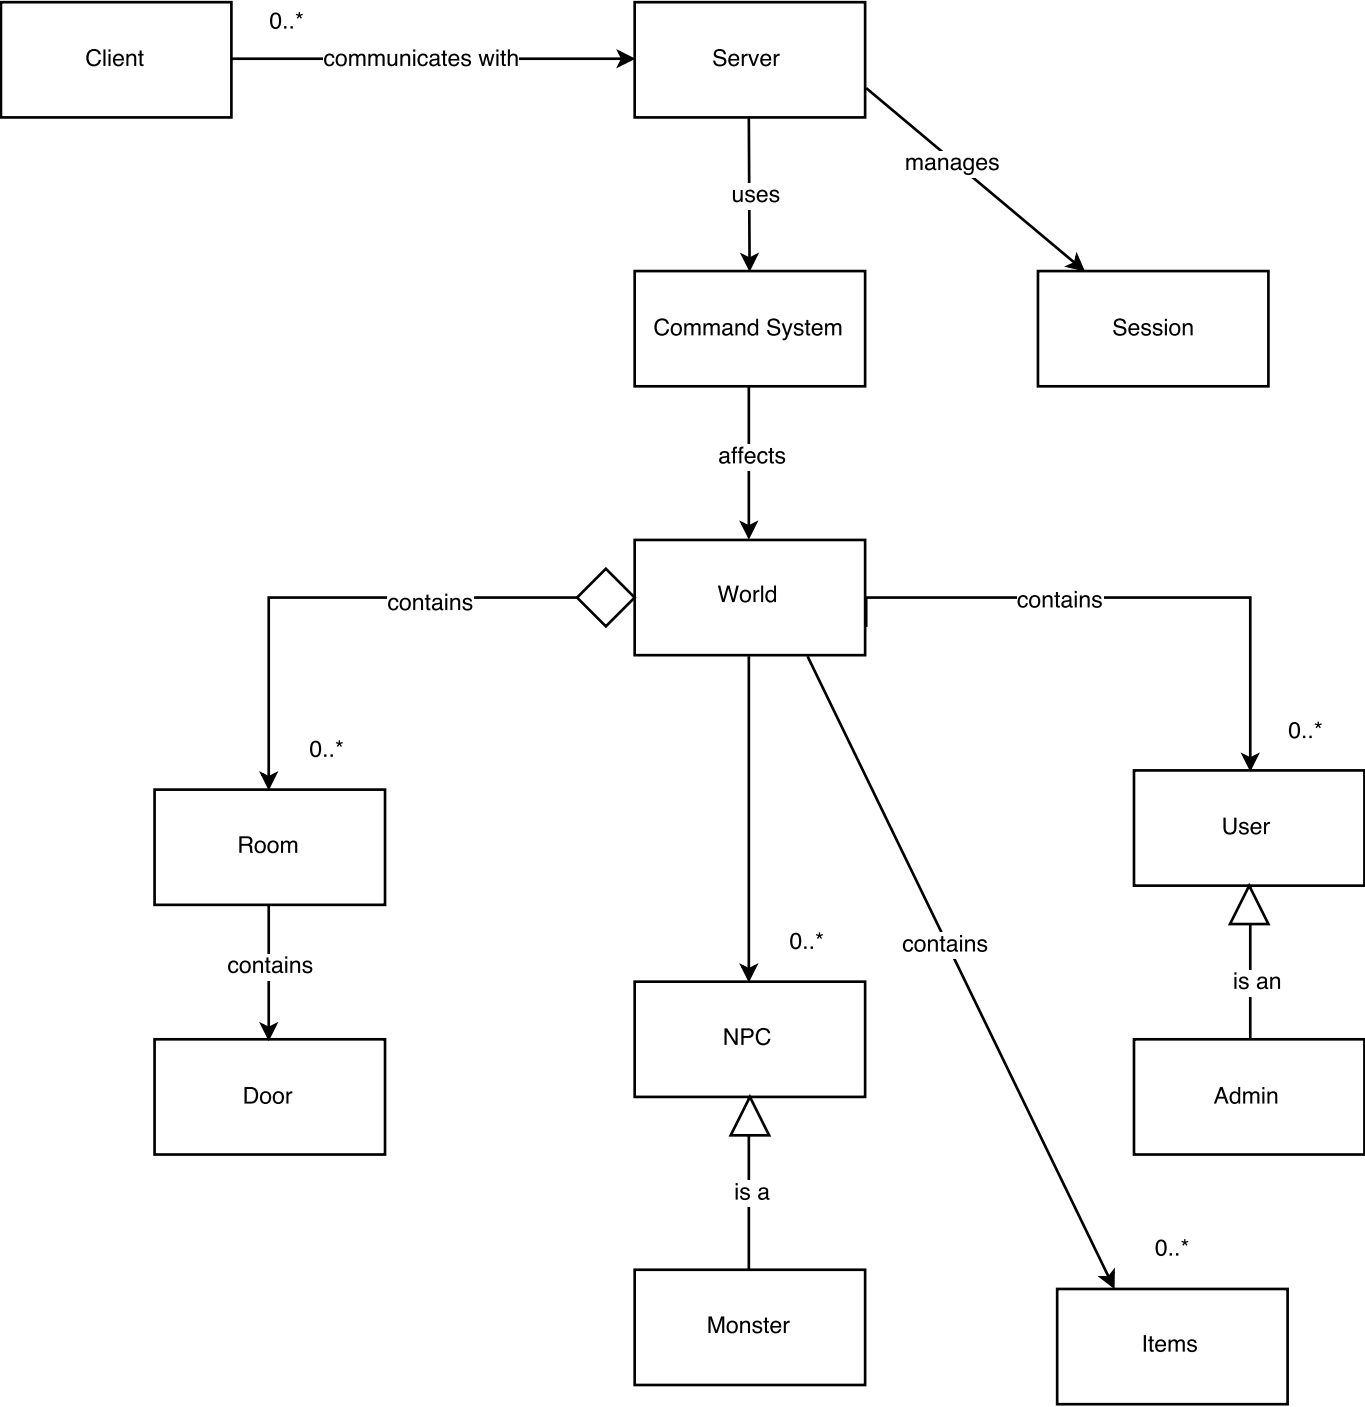 0..*
Client
communicates with
Server
manages
uses
Command System
Session
affects
World
contains
contains
0..*
0..*
User
Room
0..*
contains
contains
is an
NPC
Door
Admin
is a
0..*
Monster
Items